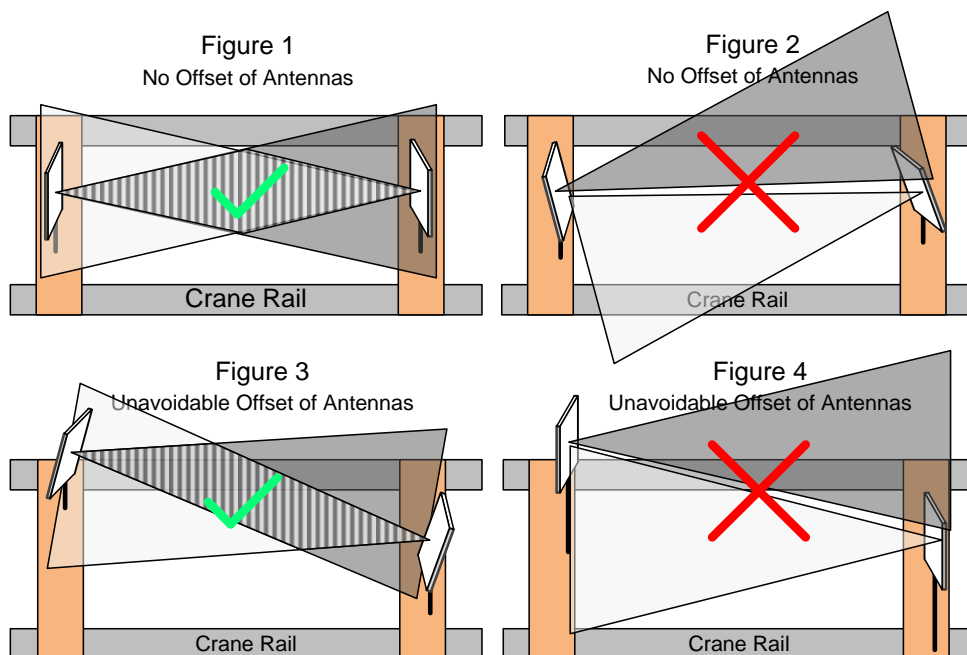 Figure 1
No Offset of Antennas
Crane Rail
Figure 2
No Offset of Antennas
Crane Rail
Figure 3
Unavoidable Offset of Antennas
Crane Rail
Figure 4
Unavoidable Offset of Antennas
Crane Rail